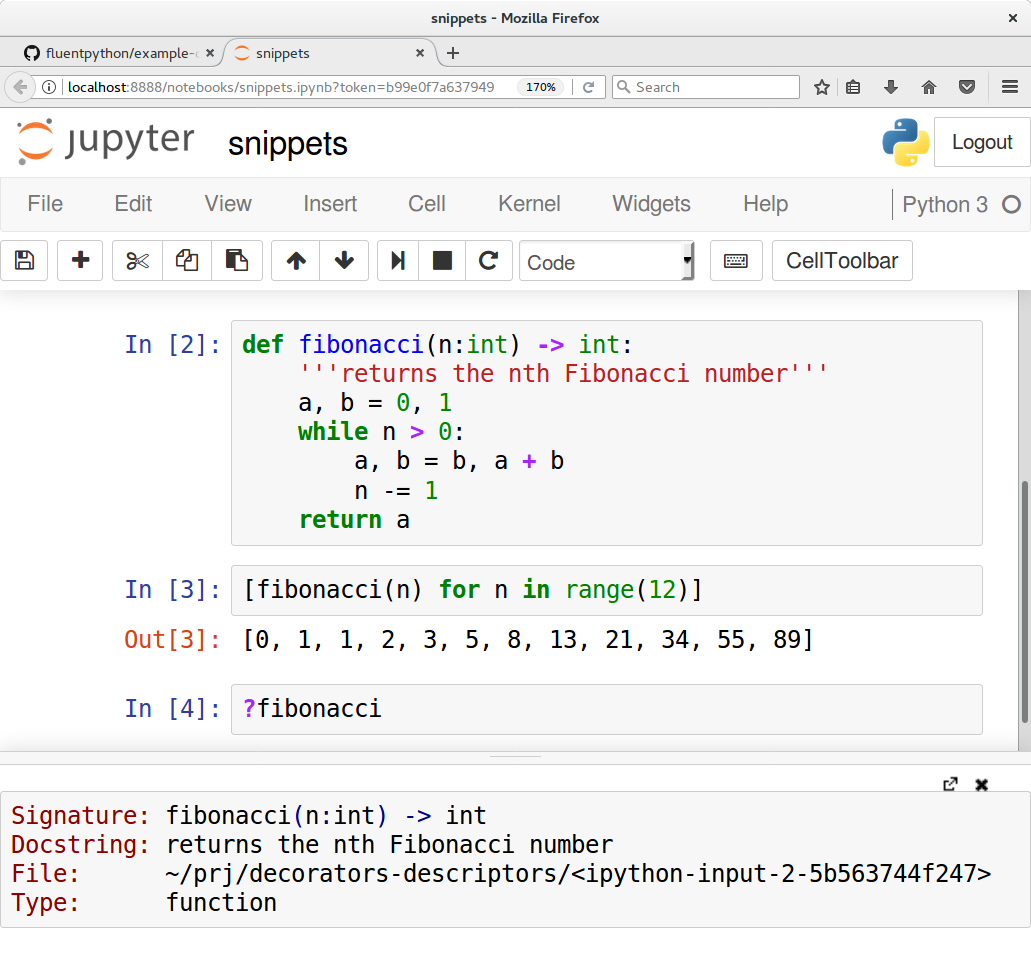 snippets - Mozilla Firefox
fluentpython/example- snippets
localhost:8888/notebooks/snippets.ipynb?token=b99e0f7a637949 170% Search
jupyter snippets Logout
File Edit View Insert Cell Kernel Widgets Help Python 3
Code CellToolbar
In [2]: def fibonacci(n:int) -> int:
'''returns the nth Fibonacci number'''
a, b = 0, 1
while n > 0:
a, b = b, a + b
n -= 1
return a
In [3]: [fibonacci(n) for n in range(12)]
Out[3]: [0, 1, 1, 2, 3, 5, 8, 13, 21, 34, 55, 89]
In [4]: ?fibonacci
Signature: fibonacci(n:int) -> int
Docstring: returns the nth Fibonacci number
File: ~/prj/decorators-descriptors/<ipython-input-2-5b563744f247>
Type: function